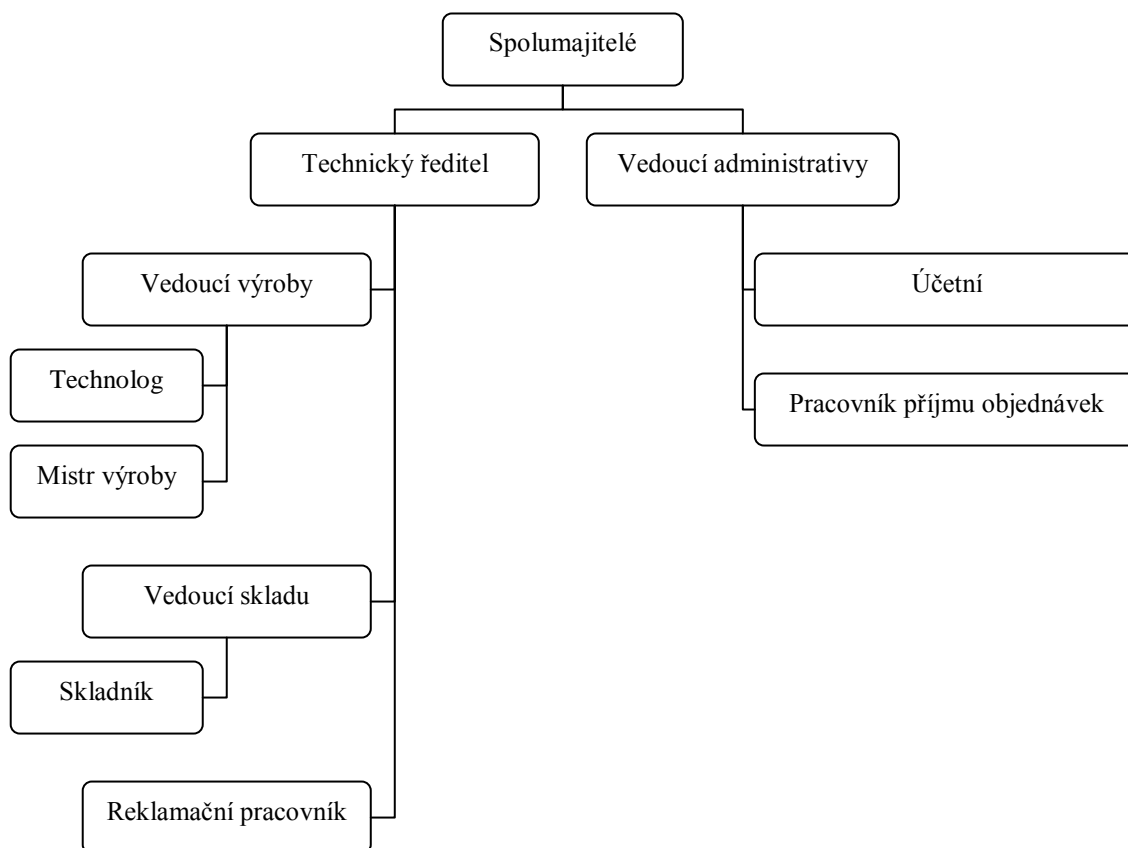 Spolumajitelé
Technický ředitel
Vedoucí administrativy
Vedoucí výroby
Účetní
Technolog
Pracovník příjmu objednávek
Mistr výroby
Vedoucí skladu
Skladník
Reklamační pracovník